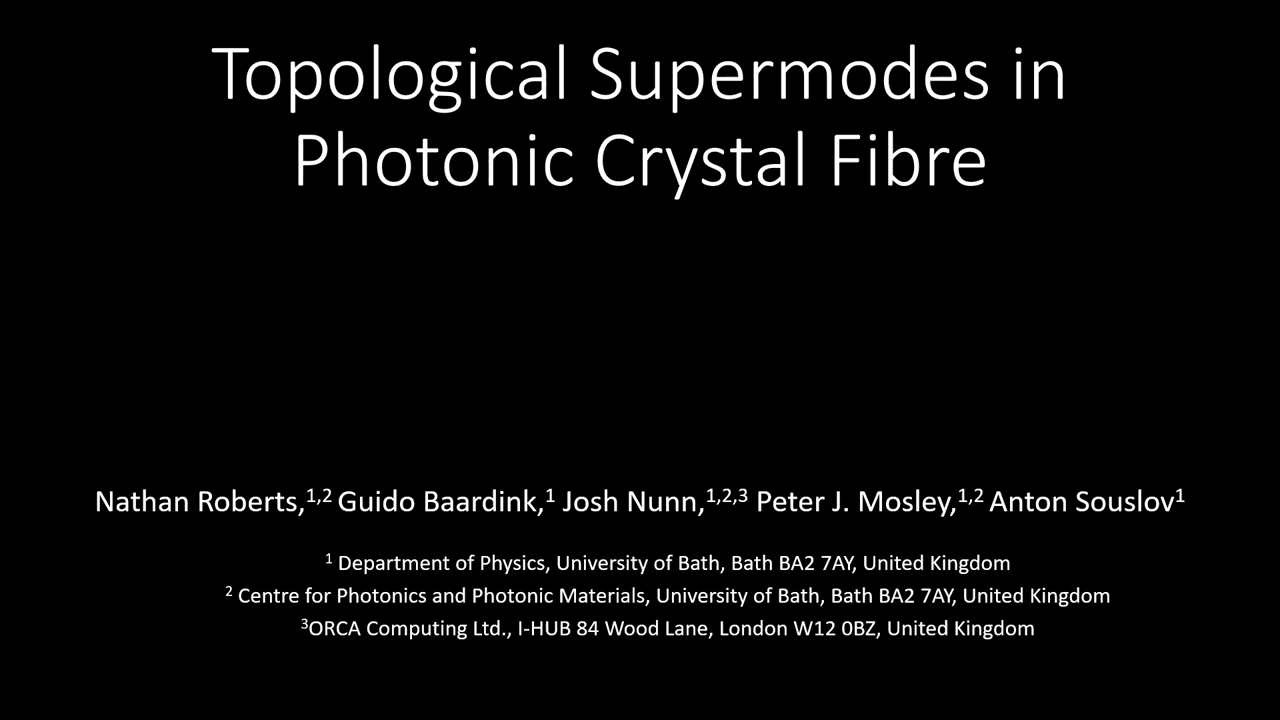 Topological Supermodes in
Photonic Crystal Fibre
Nathan Roberts,¹,² Guido Baardink,¹ Josh Nunn,¹,²,³ Peter J. Mosley,¹,² Anton Souslov¹
¹ Department of Physics, University of Bath, Bath BA2 7AY, United Kingdom
² Centre for Photonics and Photonic Materials, University of Bath, Bath BA2 7AY, United Kingdom
³ORCA Computing Ltd., I-HUB 84 Wood Lane, London W12 0BZ, United Kingdom